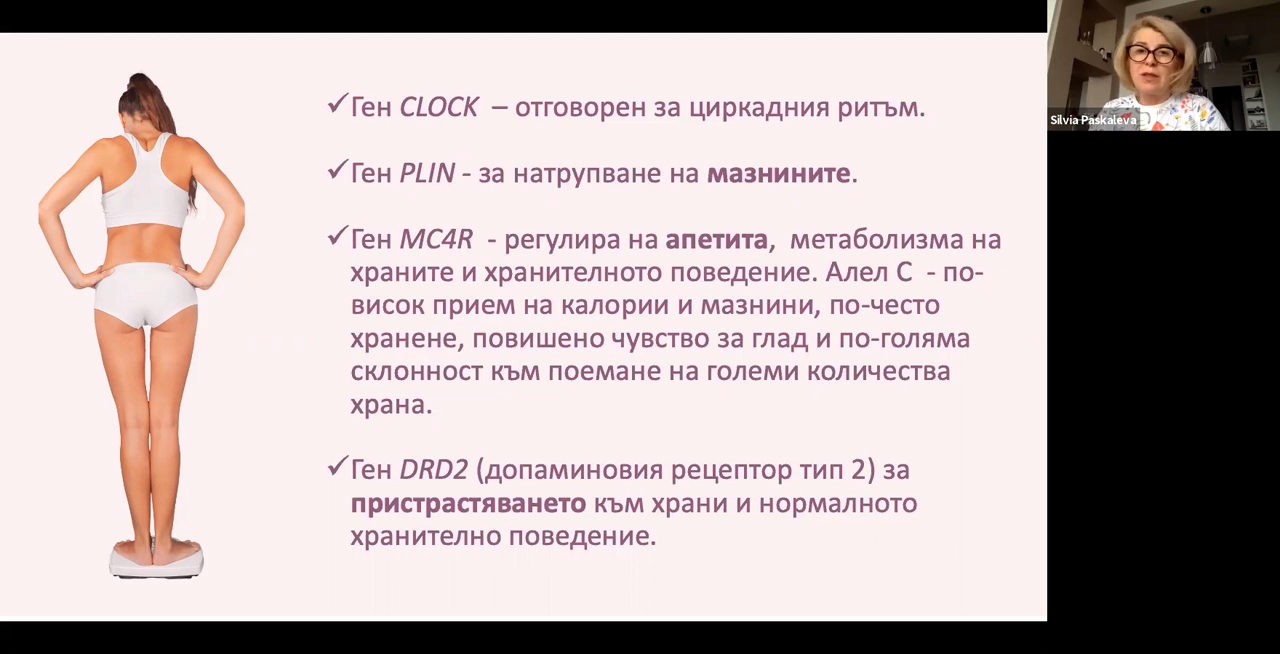 ✓Ген CLOCK – отговорен за циркадния ритъм.
✓Ген PLIN - за натрупване на мазнините.
✓Ген MC4R - регулира на апетита, метаболизма на
храните и хранителното поведение. Алел С - по-
висок прием на калории и мазнини, по-често
хранене, повишено чувство за глад и по-голяма
склонност към поемане на големи количества
храна.
✓Ген DRD2 (допаминовия рецептор тип 2) за
пристрастяването към храни и нормалното
хранително поведение.
Silvia Paskaleva